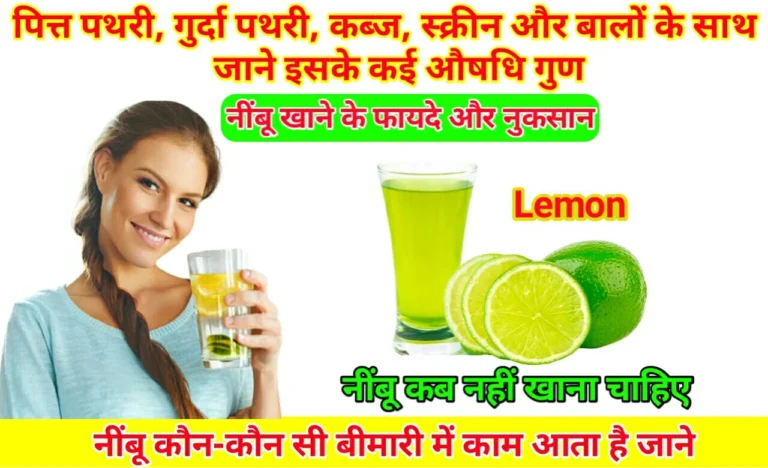 पित्त पथरी, गुर्दा पथरी, कब्ज, स्क्रीन और बालों के साथ
जाने इसके कई औषधि गुण
नींबू खाने के फायदे और नुकसान
Lemon
नींबू कब नहीं खाना चाहिए
नींबू कौन-कौन सी बीमारी में काम आता है जाने